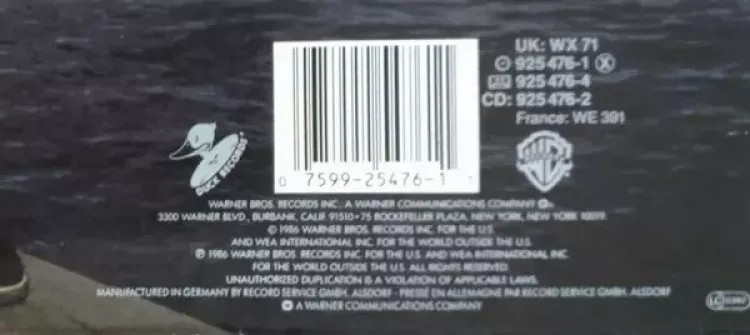 UK: WX 71
925 476-1
925 476-4
CD: 925 476-2
France: WE 391
DUCK RECORDS
0 7599-25476-1 1
WARNER BROS. RECORDS INC., A WARNER COMMUNICATIONS COMPANY
3300 WARNER BLVD., BURBANK, CALIF. 91510 • 75 ROCKEFELLER PLAZA, NEW YORK, NEW YORK 10019.
© 1986 WARNER BROS. RECORDS INC. FOR THE U.S.
AND WEA INTERNATIONAL INC. FOR THE WORLD OUTSIDE THE U.S.
℗ 1986 WARNER BROS. RECORDS INC. FOR THE U.S. AND WEA INTERNATIONAL INC.
FOR THE WORLD OUTSIDE THE U.S. ALL RIGHTS RESERVED.
UNAUTHORIZED DUPLICATION IS A VIOLATION OF APPLICABLE LAWS.
MANUFACTURED IN GERMANY BY RECORD SERVICE GMBH, ALSDORF · PRESSÉ EN ALLEMAGNE PAR RECORD SERVICE GMBH, ALSDORF
LC
A WARNER COMMUNICATIONS COMPANY